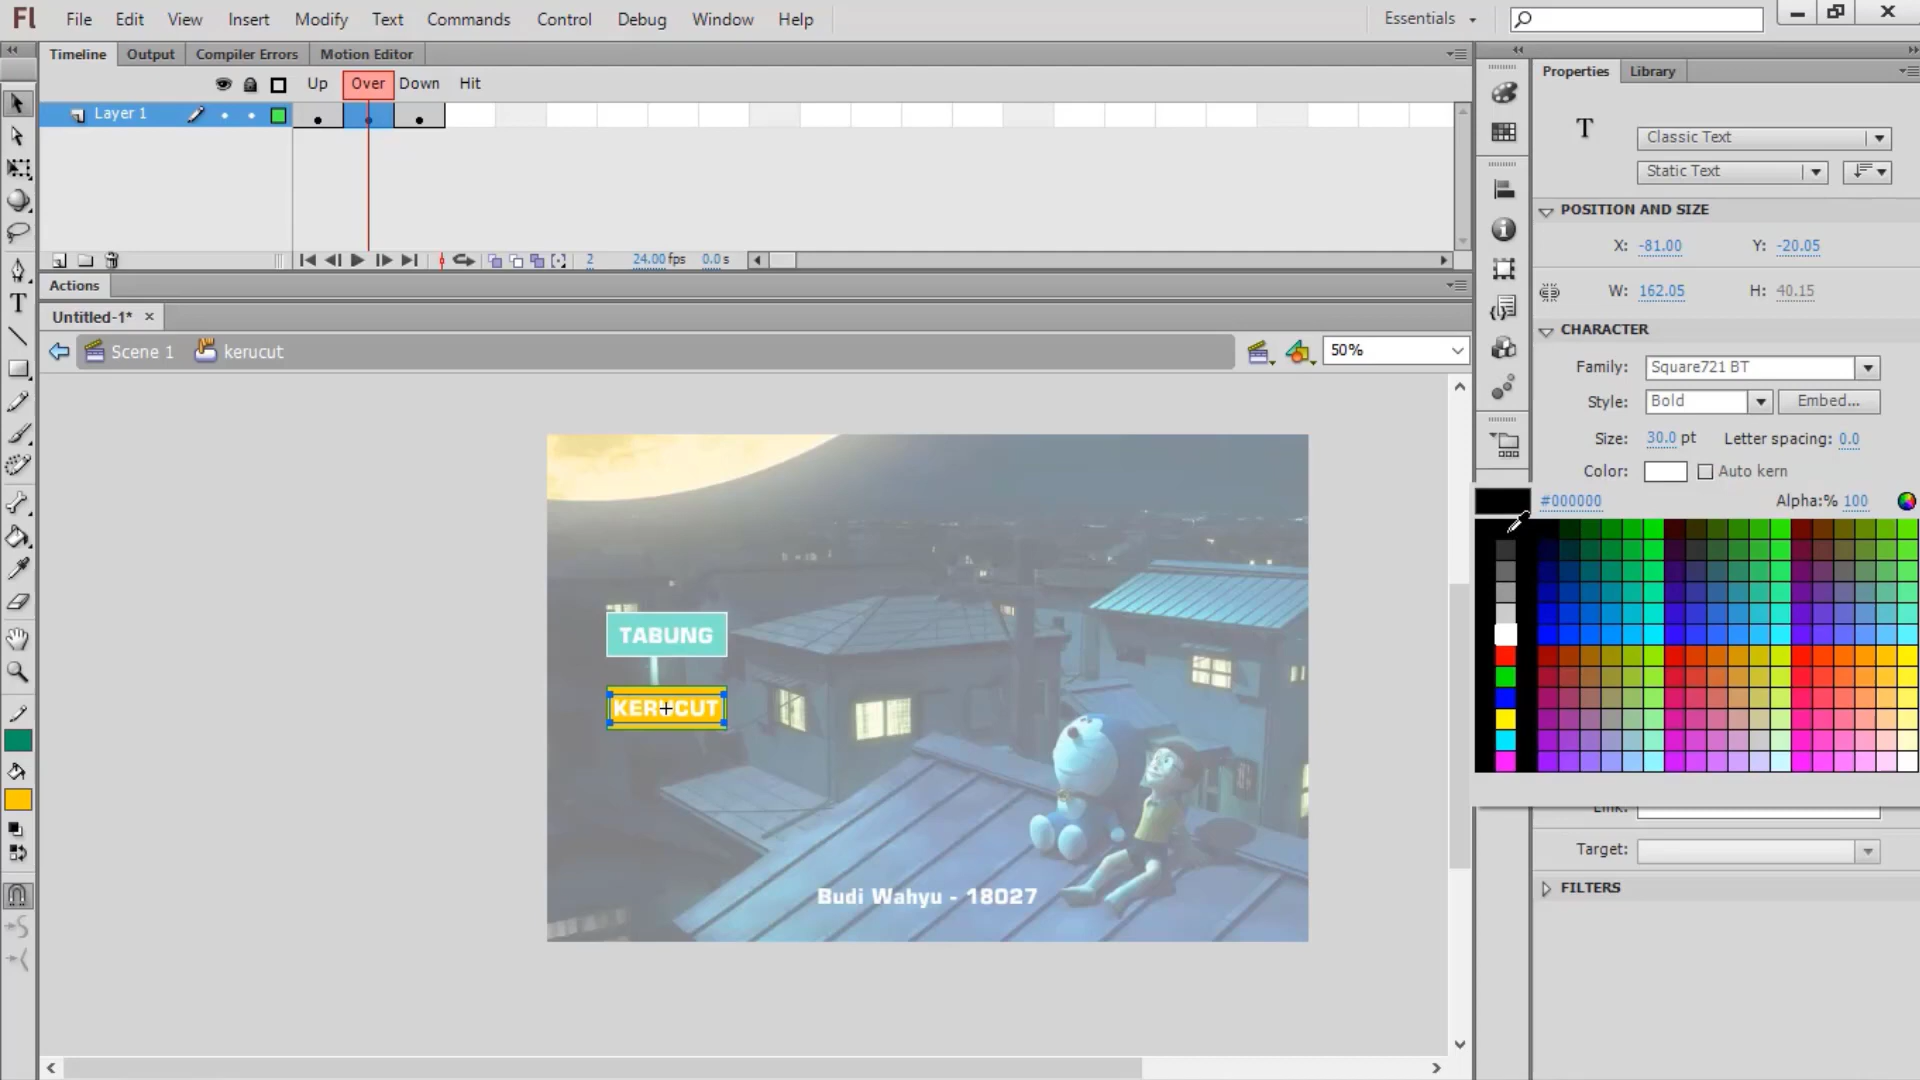 Fl File Edit View Insert Modify Text Commands Control Debug Window Help Essentials
Timeline Output Compiler Errors Motion Editor
Properties Library
Up Over Down Hit
Layer 1
T Classic Text
Static Text
POSITION AND SIZE
X: -81.00 Y: -20.05
2 24.00 fps 0.0 s
Actions
W: 162.05 H: 40.15
Untitled-1* ×
CHARACTER
Scene 1 kerucut 50%
Family: Square721 BT
Style: Bold Embed...
Size: 30.0 pt Letter spacing: 0.0
Color: Auto kern
#000000 Alpha:% 100
TABUNG
KERUCUT
Link:
Target:
FILTERS
Budi Wahyu - 18027